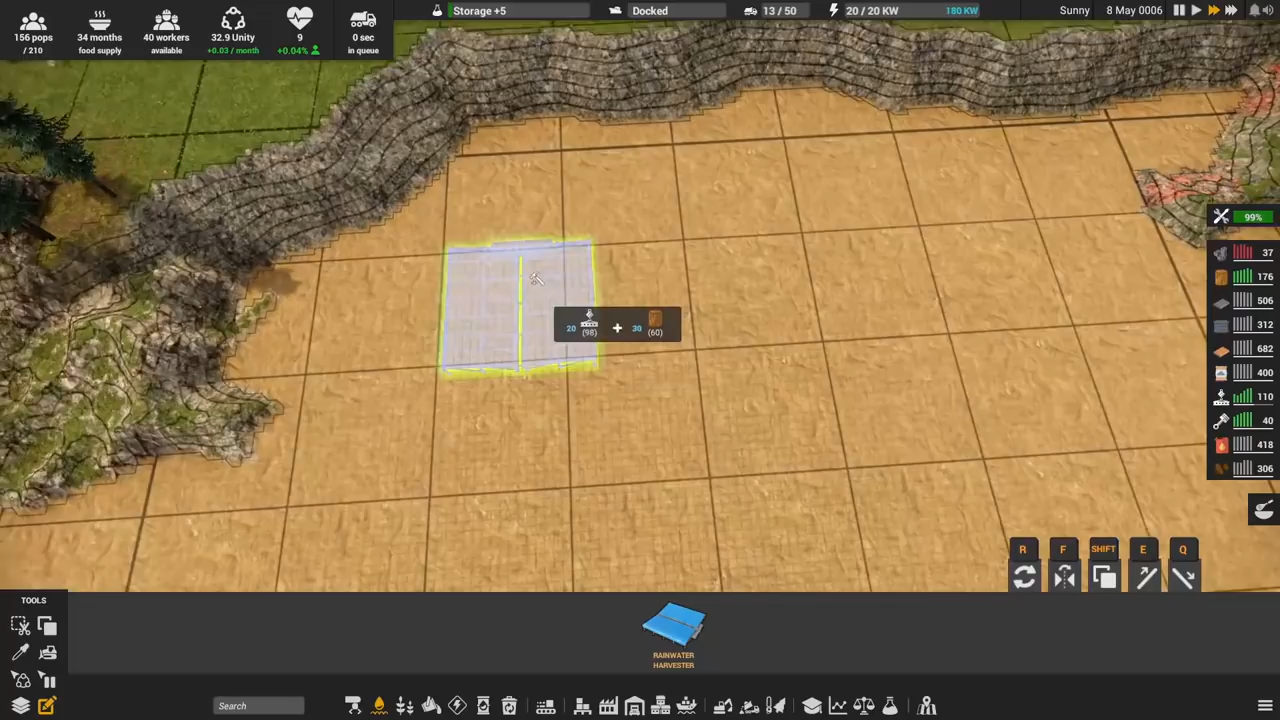 156 pops
/ 210
34 months
food supply
40 workers
available
32.9 Unity
+0.03 / month
9
+0.04%
0 sec
in queue
Storage +5
Docked
13 / 50
20 / 20 KW
180 KW
Sunny
8 May 0006
99%
37
176
506
312
682
400
110
40
418
306
20
(98)
+
30
(60)
R
F
SHIFT
E
Q
TOOLS
RAINWATER
HARVESTER
Search